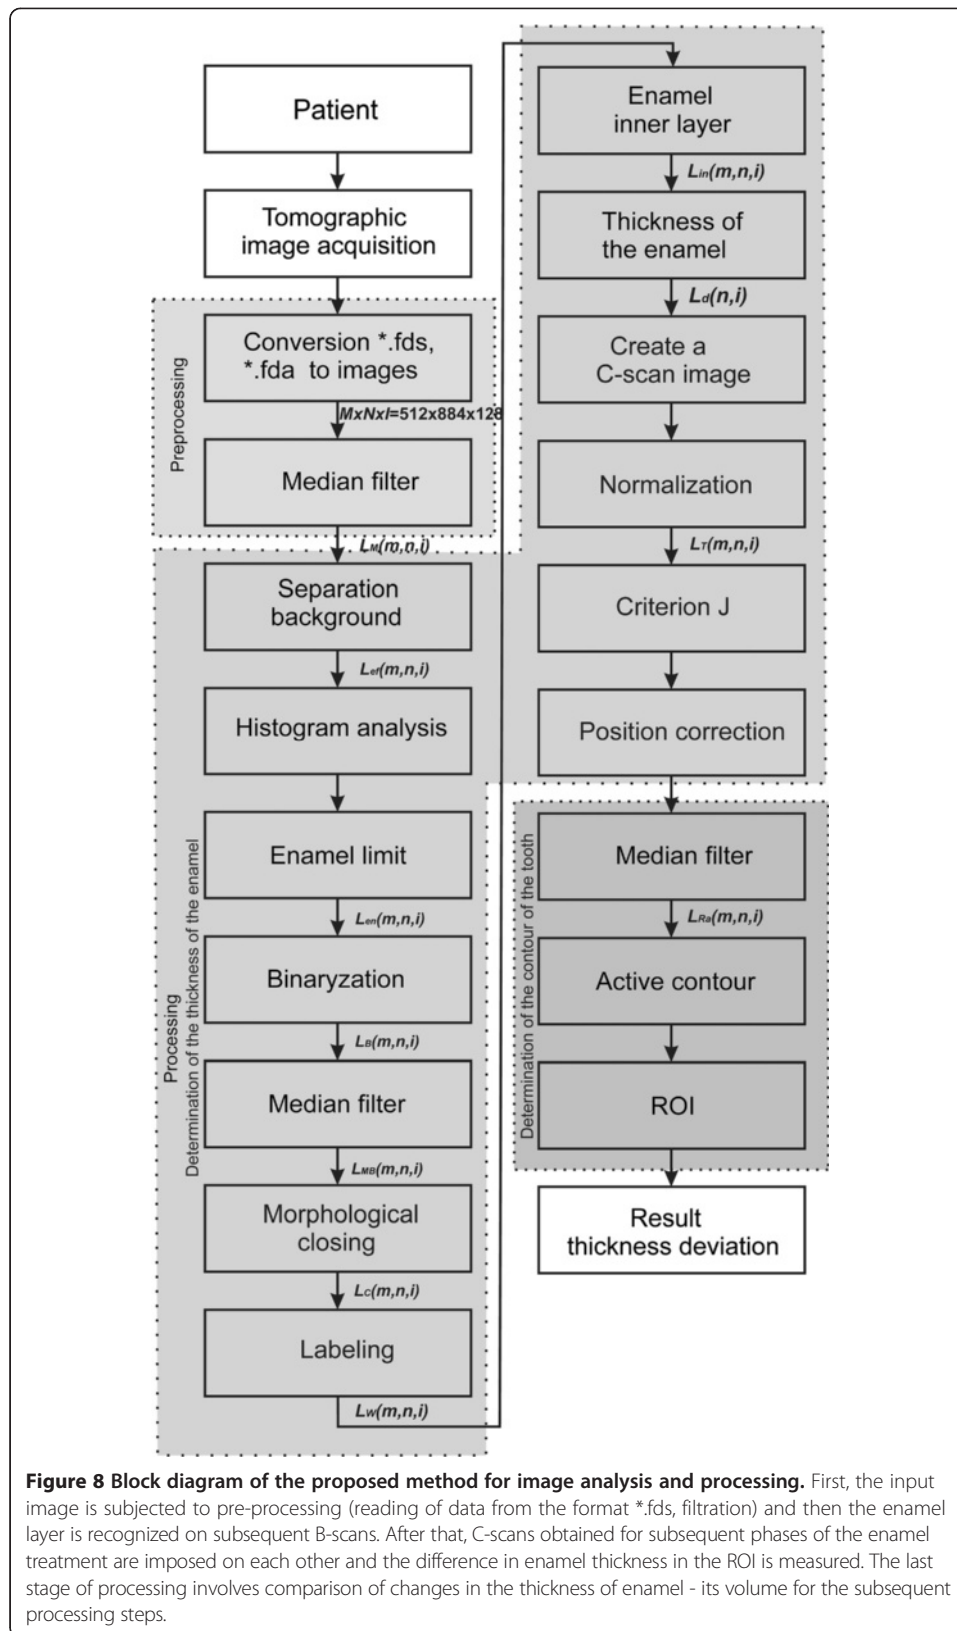 Patient
Tomographic
image acquisition
Preprocessing
Conversion *.fds,
*.fda to images
MxNxI=512x884x128
Median filter
LM(m,n,i)
Processing
Determination of the thickness of the enamel
Separation
background
Lef(m,n,i)
Histogram analysis
Enamel limit
Len(m,n,i)
Binaryzation
LB(m,n,i)
Median filter
LMB(m,n,i)
Morphological
closing
LC(m,n,i)
Labeling
LW(m,n,i)
Enamel
inner layer
Lin(m,n,i)
Thickness of
the enamel
Ld(n,i)
Create a
C-scan image
Normalization
LT(m,n,i)
Criterion J
Position correction
Determination of the contour of the tooth
Median filter
LRa(m,n,i)
Active contour
ROI
Result
thickness deviation
Figure 8 Block diagram of the proposed method for image analysis and processing. First, the input
image is subjected to pre-processing (reading of data from the format *.fds, filtration) and then the enamel
layer is recognized on subsequent B-scans. After that, C-scans obtained for subsequent phases of the enamel
treatment are imposed on each other and the difference in enamel thickness in the ROI is measured. The last
stage of processing involves comparison of changes in the thickness of enamel - its volume for the subsequent
processing steps.